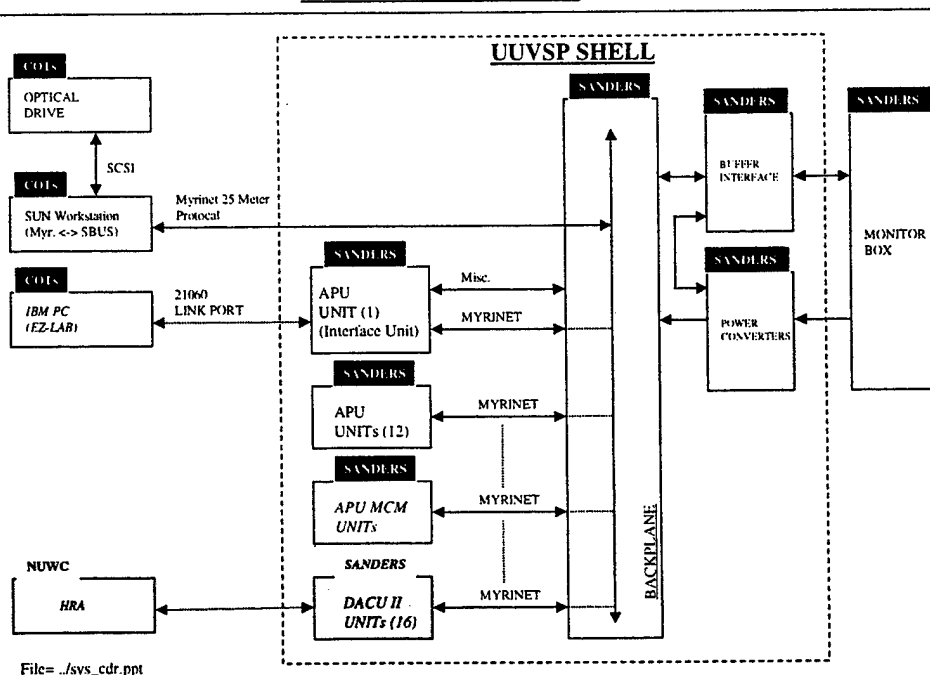 UUVSP SHELL
COTs
OPTICAL
DRIVE
SCSI
COTs
SUN Workstation
(Myr. <-> SBUS)
Myrinet 25 Meter
Protocal
COTs
IBM PC
(EZ-LAB)
21060
LINK PORT
SANDERS
APU
UNIT (1)
(Interface Unit)
Misc.
MYRINET
SANDERS
APU
UNITs (12)
MYRINET
SANDERS
APU MCM
UNITs
MYRINET
NUWC
HRA
SANDERS
DACU II
UNITs (16)
MYRINET
SANDERS
BACKPLANE
SANDERS
BUFFER
INTERFACE
SANDERS
POWER
CONVERTERS
SANDERS
MONITOR
BOX
File= ../sys_cdr.ppt